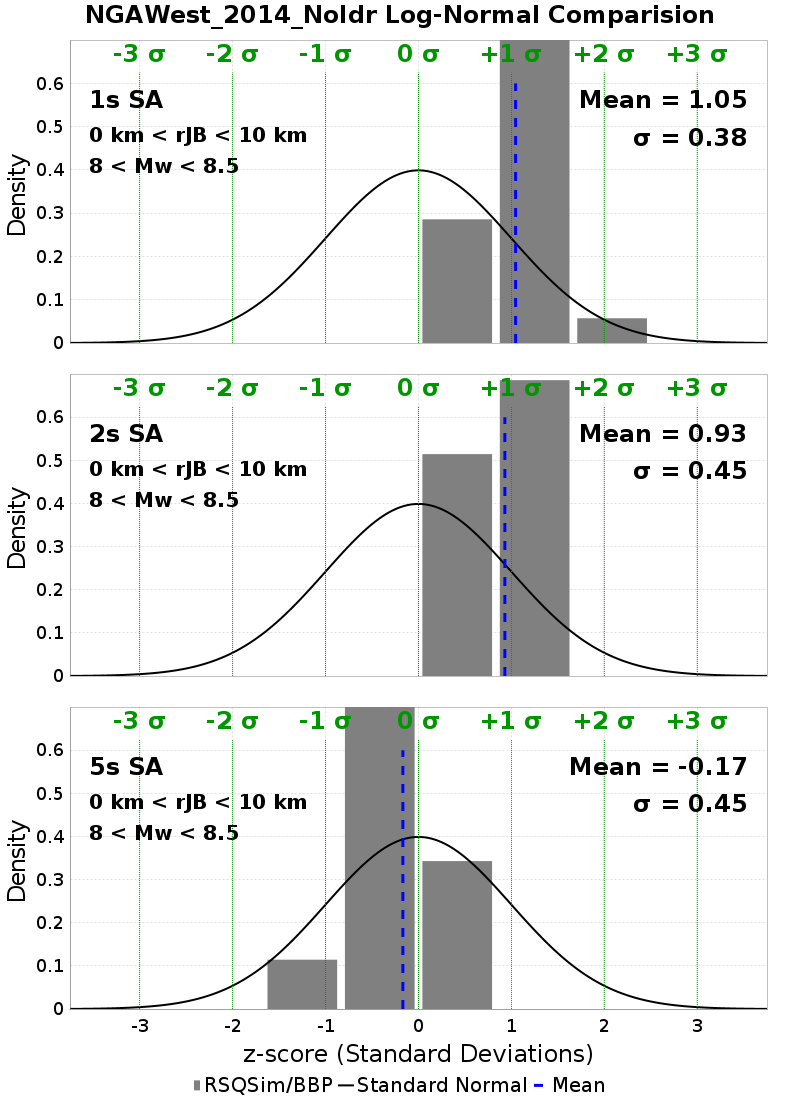 NGAWest_2014_NoIdr Log-Normal Comparision
-3 σ -2 σ -1 σ 0 σ +1 σ +2 σ +3 σ
1s SA
Mean = 1.05
0 km < rJB < 10 km
σ = 0.38
8 < Mw < 8.5
0.6
0.5
0.4
0.3
0.2
0.1
0
Density
-3 σ -2 σ -1 σ 0 σ +1 σ +2 σ +3 σ
2s SA
Mean = 0.93
0 km < rJB < 10 km
σ = 0.45
8 < Mw < 8.5
0.6
0.5
0.4
0.3
0.2
0.1
0
Density
-3 σ -2 σ -1 σ 0 σ +1 σ +2 σ +3 σ
5s SA
Mean = -0.17
0 km < rJB < 10 km
σ = 0.45
8 < Mw < 8.5
0.6
0.5
0.4
0.3
0.2
0.1
0
Density
-3 -2 -1 0 1 2 3
z-score (Standard Deviations)
RSQSim/BBP Standard Normal Mean